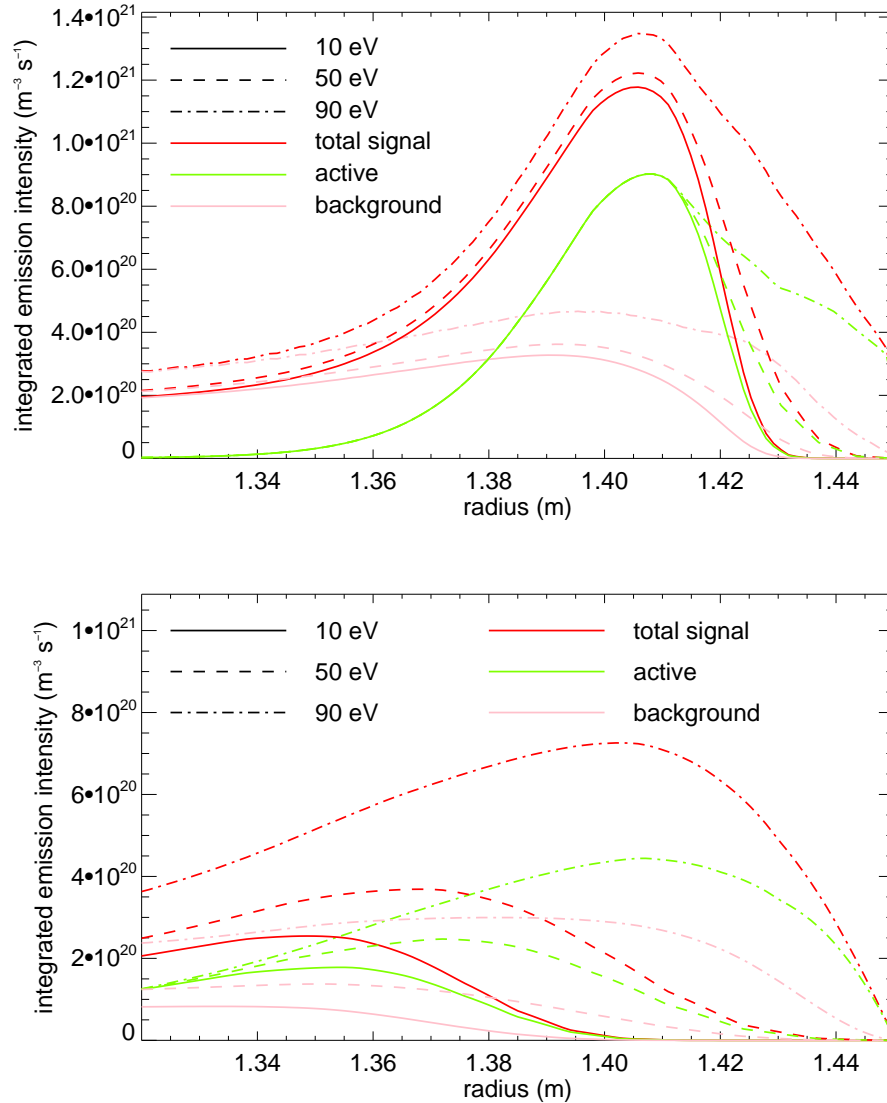 1.4•10²¹
1.2•10²¹
1.0•10²¹
8.0•10²⁰
6.0•10²⁰
4.0•10²⁰
2.0•10²⁰
0
integrated emission intensity (m⁻³ s⁻¹)
10 eV
50 eV
90 eV
total signal
active
background
1.34 1.36 1.38 1.40 1.42 1.44
radius (m)
1•10²¹
8•10²⁰
6•10²⁰
4•10²⁰
2•10²⁰
0
integrated emission intensity (m⁻³ s⁻¹)
10 eV total signal
50 eV active
90 eV background
1.34 1.36 1.38 1.40 1.42 1.44
radius (m)